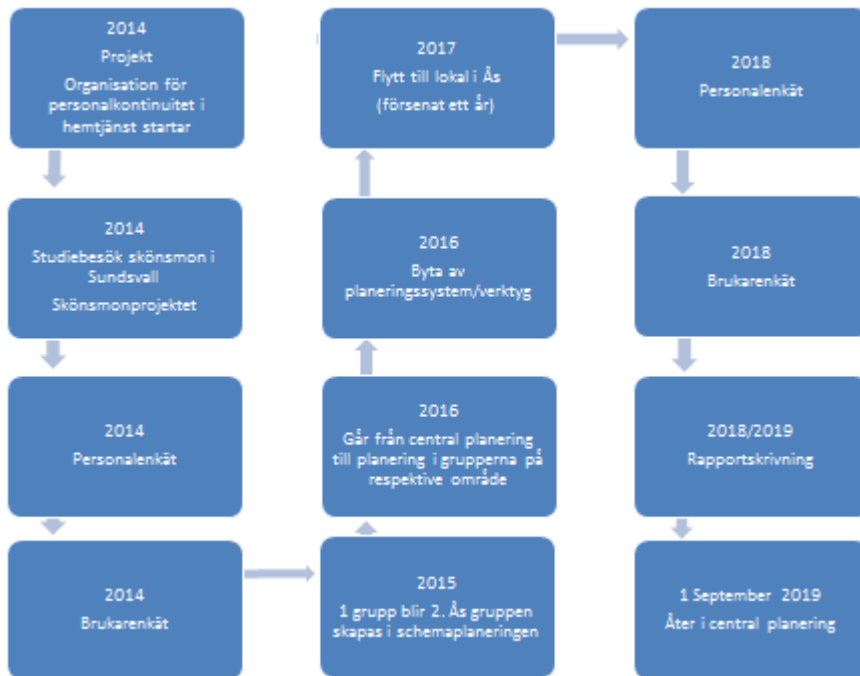 2014
Projekt
Organisation för
personalkontinuitet i
hemtjänst startar
2014
Studiebesök skönsmon i
Sundsvall
Skönsmonprojektet
2014
Personalenkät
2014
Brukarenkät
2015
1 grupp blir 2. Ås gruppen
skapas i schemaplaneringen
2016
Går från central planering
till planering i grupperna på
respektive område
2016
Byta av
planeringssystem/verktyg
2017
Flytt till lokal i Ås
(försenat ett år)
2018
Personalenkät
2018
Brukarenkät
2018/2019
Rapportskrivning
1 September 2019
Åter i central planering